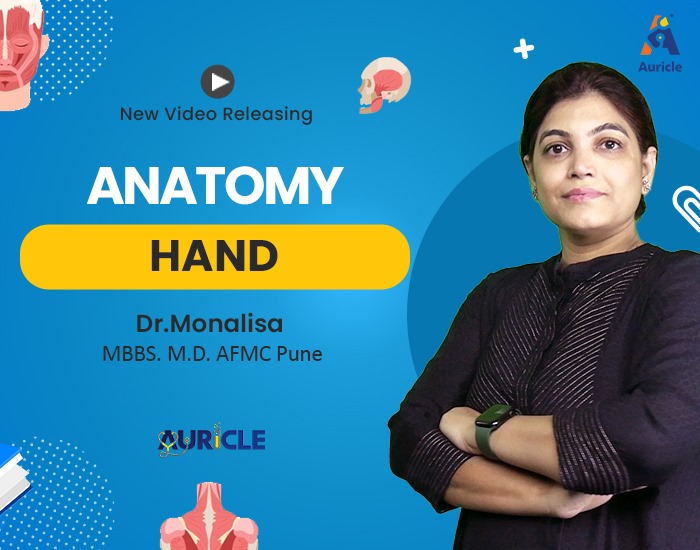 Auricle
New Video Releasing
ANATOMY
HAND
Dr.Monalisa
MBBS. M.D. AFMC Pune
AURiCLE